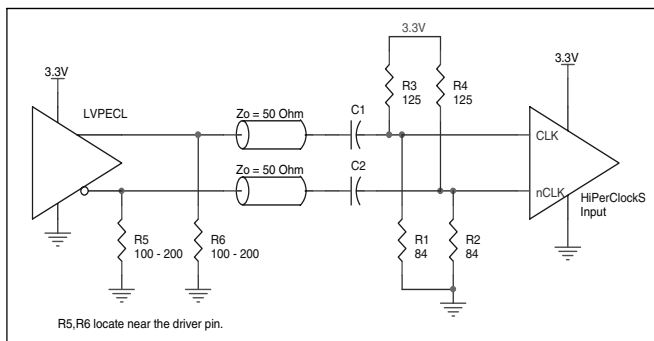 3.3V
3.3V
3.3V
LVPECL
R3
125
R4
125
Zo = 50 Ohm
C1
CLK
Zo = 50 Ohm
C2
nCLK
HiPerClockS
Input
R5
100 - 200
R6
100 - 200
R1
84
R2
84
R5,R6 locate near the driver pin.